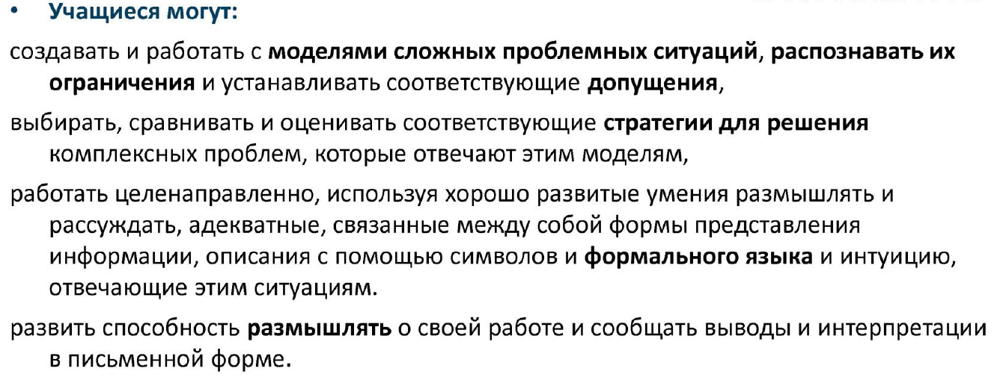 • Учащиеся могут:
создавать и работать с моделями сложных проблемных ситуаций, распознавать их
ограничения и устанавливать соответствующие допущения,
выбирать, сравнивать и оценивать соответствующие стратегии для решения
комплексных проблем, которые отвечают этим моделям,
работать целенаправленно, используя хорошо развитые умения размышлять и
рассуждать, адекватные, связанные между собой формы представления
информации, описания с помощью символов и формального языка и интуицию,
отвечающие этим ситуациям.
развить способность размышлять о своей работе и сообщать выводы и интерпретации
в письменной форме.